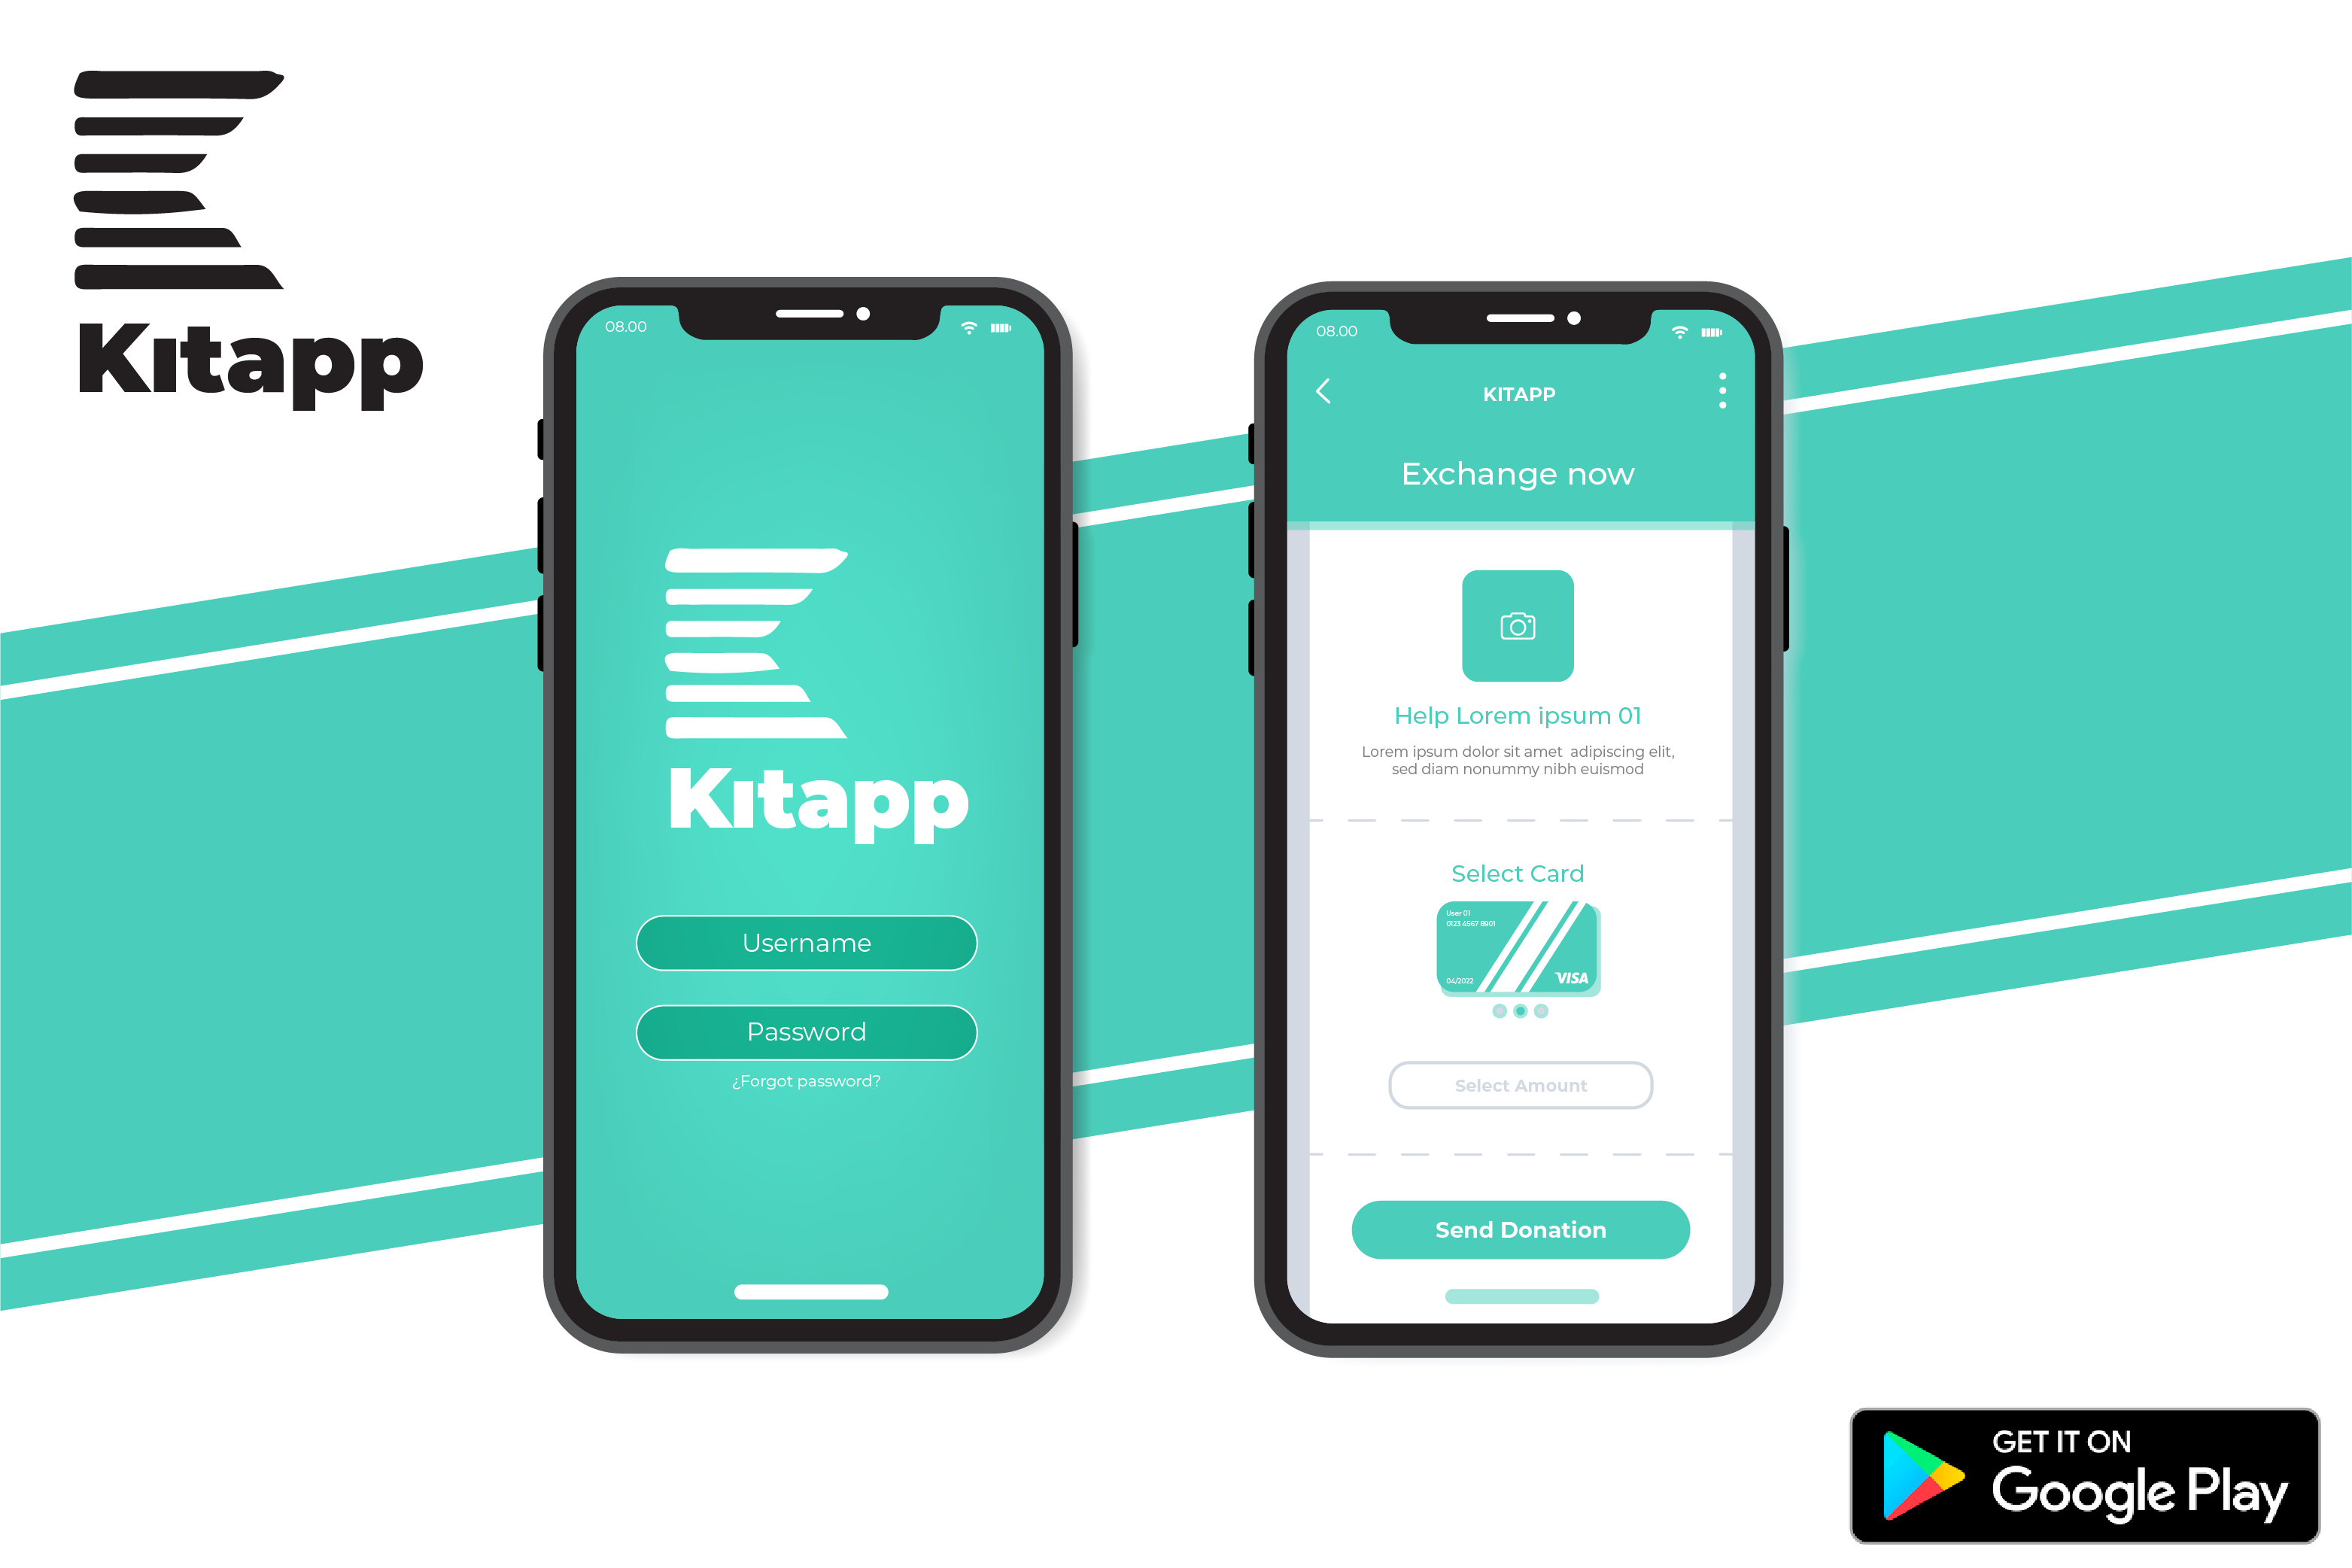 Kıtapp
08.00
Kıtapp
Username
Password
¿Forgot password?
08.00
KITAPP
Exchange now
Help Lorem ipsum 01
Lorem ipsum dolor sit amet  adipiscing elit,
sed diam nonummy nibh euismod
Select Card
User 01
0123 4567 8901
04/2022
VISA
Select Amount
Send Donation
GET IT ON
Google Play